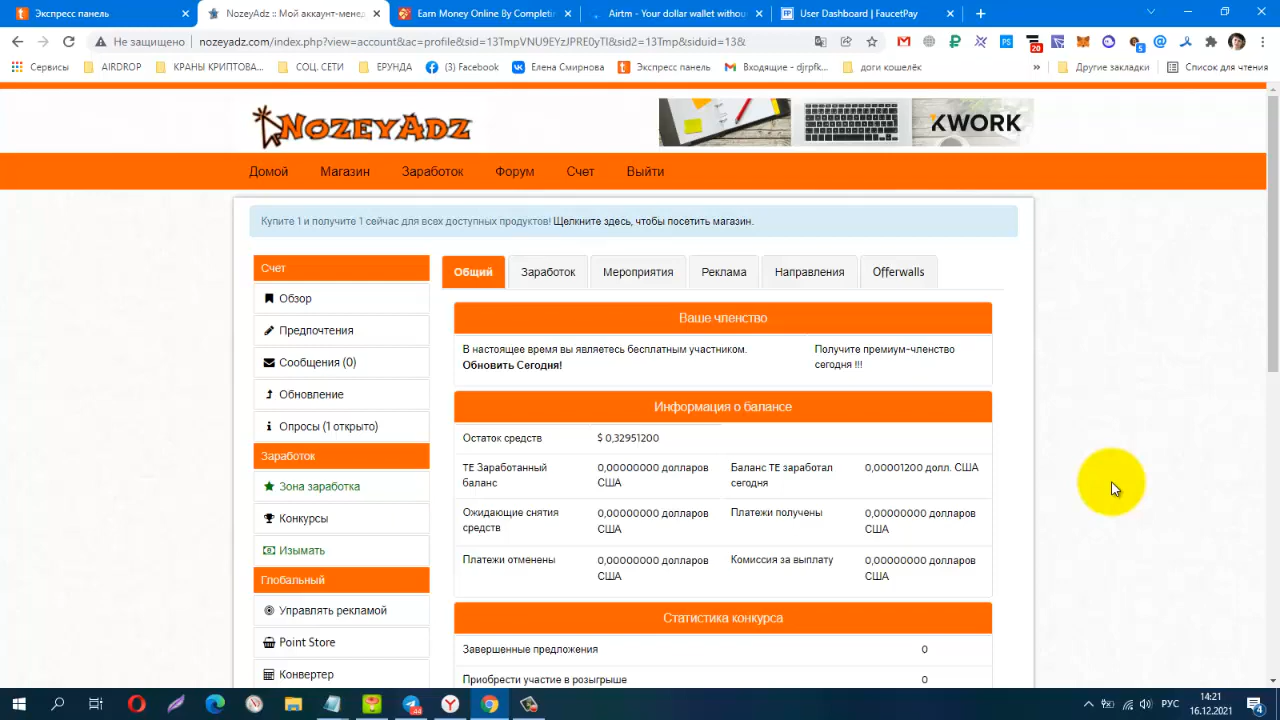 Экспресс панель
NozeyAdz :: Мой аккаунт-менед
Earn Money Online By Completin
Airtm - Your dollar wallet withou
User Dashboard | FaucetPay
Не защищено
nozeyadz.com/index.php?view=account&ac=profile&sid=13TmpVNU9EYzJPRE0yTI&sid2=13Tmp&siduid=13&
Сервисы
AIRDROP
КРАНЫ КРИПТОВА...
СОЦ. СЕТИ
ЕРУНДА
(3) Facebook
Елена Смирнова
Экспресс панель
Входящие - djrpfk...
доги кошелёк
»
Другие закладки
Список для чтения
NozeyAdz
KWORK
Домой
Магазин
Заработок
Форум
Счет
Выйти
Купите 1 и получите 1 сейчас для всех доступных продуктов! Щелкните здесь, чтобы посетить магазин.
Счет
Обзор
Предпочтения
Сообщения (0)
Обновление
Опросы (1 открыто)
Заработок
Зона заработка
Конкурсы
Изымать
Глобальный
Управлять рекламой
Point Store
Конвертер
Общий
Заработок
Мероприятия
Реклама
Направления
Offerwalls
Ваше членство
В настоящее время вы являетесь бесплатным участником.
Обновить Сегодня!
Получите премиум-членство
сегодня !!!
Информация о балансе
Остаток средств
$ 0,32951200
ТЕ Заработанный
баланс
0,00000000 долларов
США
Баланс ТЕ заработал
сегодня
0,00001200 долл. США
Ожидающие снятия
средств
0,00000000 долларов
США
Платежи получены
0,00000000 долларов
США
Платежи отменены
0,00000000 долларов
США
Комиссия за выплату
0,00000000 долларов
США
Статистика конкурса
Завершенные предложения
0
Приобрести участие в розыгрыше
0
РУС
14:21
16.12.2021